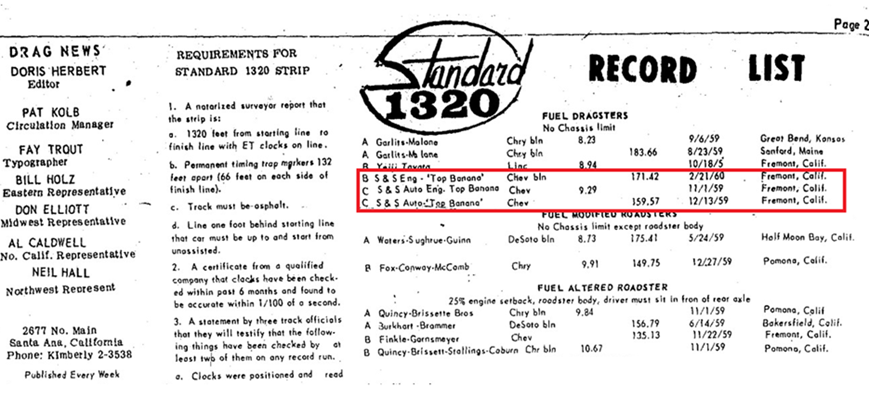 Page 2
DRAG NEWS
DORIS HERBERT
Editor
PAT KOLB
Circulation Manager
FAY TROUT
Typographer
BILL HOLZ
Eastern Representative
DON ELLIOTT
Midwest Representative
AL CALDWELL
No. Calif. Representative
NEIL HALL
Northwest Represent
2677 No. Main
Santa Ana, California
Phone: KImberly 2-3538
Published Every Week
REQUIREMENTS FOR
STANDARD 1320 STRIP
1. A notorized surveyor report that
the strip is:
a. 1320 feet from starting line to
finish line with ET clocks on line.
b. Permanent timing trap markers 132
feet apart (66 feet on each side of
finish line).
c. Track must be asphalt.
d. Line one foot behind starting line
that car must be up to and start from
unassisted.
2. A certificate from a qualified
company that clocks have been check-
ed within past 6 months and found to
be accurate within 1/100 of a second.
3. A statement by three track officials
that they will testify that the follow-
ing things have been checked by at
least two of them on any record run.
a. Clocks were positioned and read
Standard
1320
RECORD LIST
FUEL DRAGSTERS
No Chassis limit
A Garlits-Malone Chry bln 8.23 9/6/59 Great Bend, Kansas
A Garlits-Malone Chry bln 183.66 8/23/59 Sanford, Maine
B Linc 8.94 10/18/5 Fremont, Calif.
B S & S Eng - 'Top Banana' Chev bln 171.42 2/21/60 Fremont, Calif.
C S & S Auto Eng. Top Banana Chev 9.29 11/1/59 Fremont, Calif.
C S & S Auto-'Top Banana' Chev 159.57 12/13/59 Fremont, Calif.
FUEL MODIFIED ROADSTERS
No Chassis limit except roadster body
A Waters-Sughrue-Guinn DeSoto bln 8.73 175.41 5/24/59 Half Moon Bay, Calif.
B Fox-Conway-McComb Chry 9.91 149.75 12/27/59 Pomona, Calif.
FUEL ALTERED ROADSTER
25% engine setback, roadster body, driver must sit in fron of rear axle
A Quincy-Brissette Bros Chry 9.84 11/1/59 Pomona, Calif
A Burkhart-Brammer DeSoto bln 156.79 6/14/59 Bakersfield, Calif.
B Finkle-Gornsmeyer Chev 135.13 11/22/59 Fremont, Calif.
B Quincy-Brissett-Stallings-Coburn Chr bln 10.67 11/1/59 Pomona, Calif.